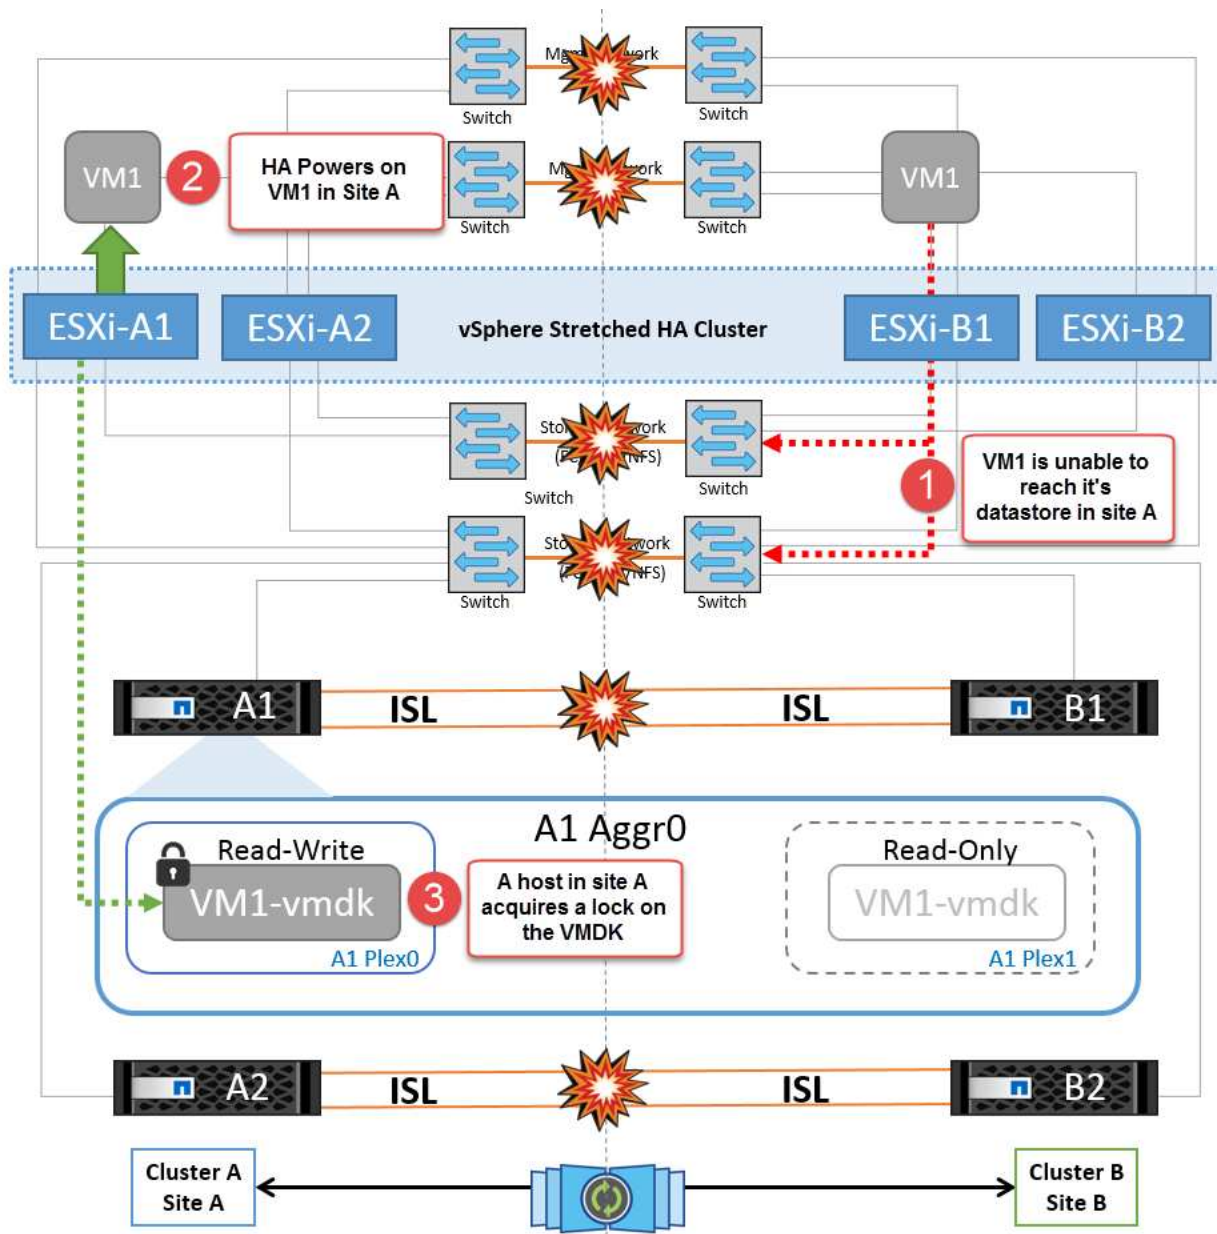 Switch
Switch
VM1
2
HA Powers on
VM1 in Site A
VM1
Switch
Switch
ESXi-A1
ESXi-A2
vSphere Stretched HA Cluster
ESXi-B1
ESXi-B2
Switch
Switch
1
VM1 is unable to
reach it's
datastore in site A
NFS)
Switch
Switch
A1
ISL
ISL
B1
A1 Aggr0
Read-Write
VM1-vmdk
A1 Plex0
3
A host in site A
acquires a lock on
the VMDK
Read-Only
VM1-vmdk
A1 Plex1
A2
ISL
ISL
B2
Cluster A
Site A
Cluster B
Site B